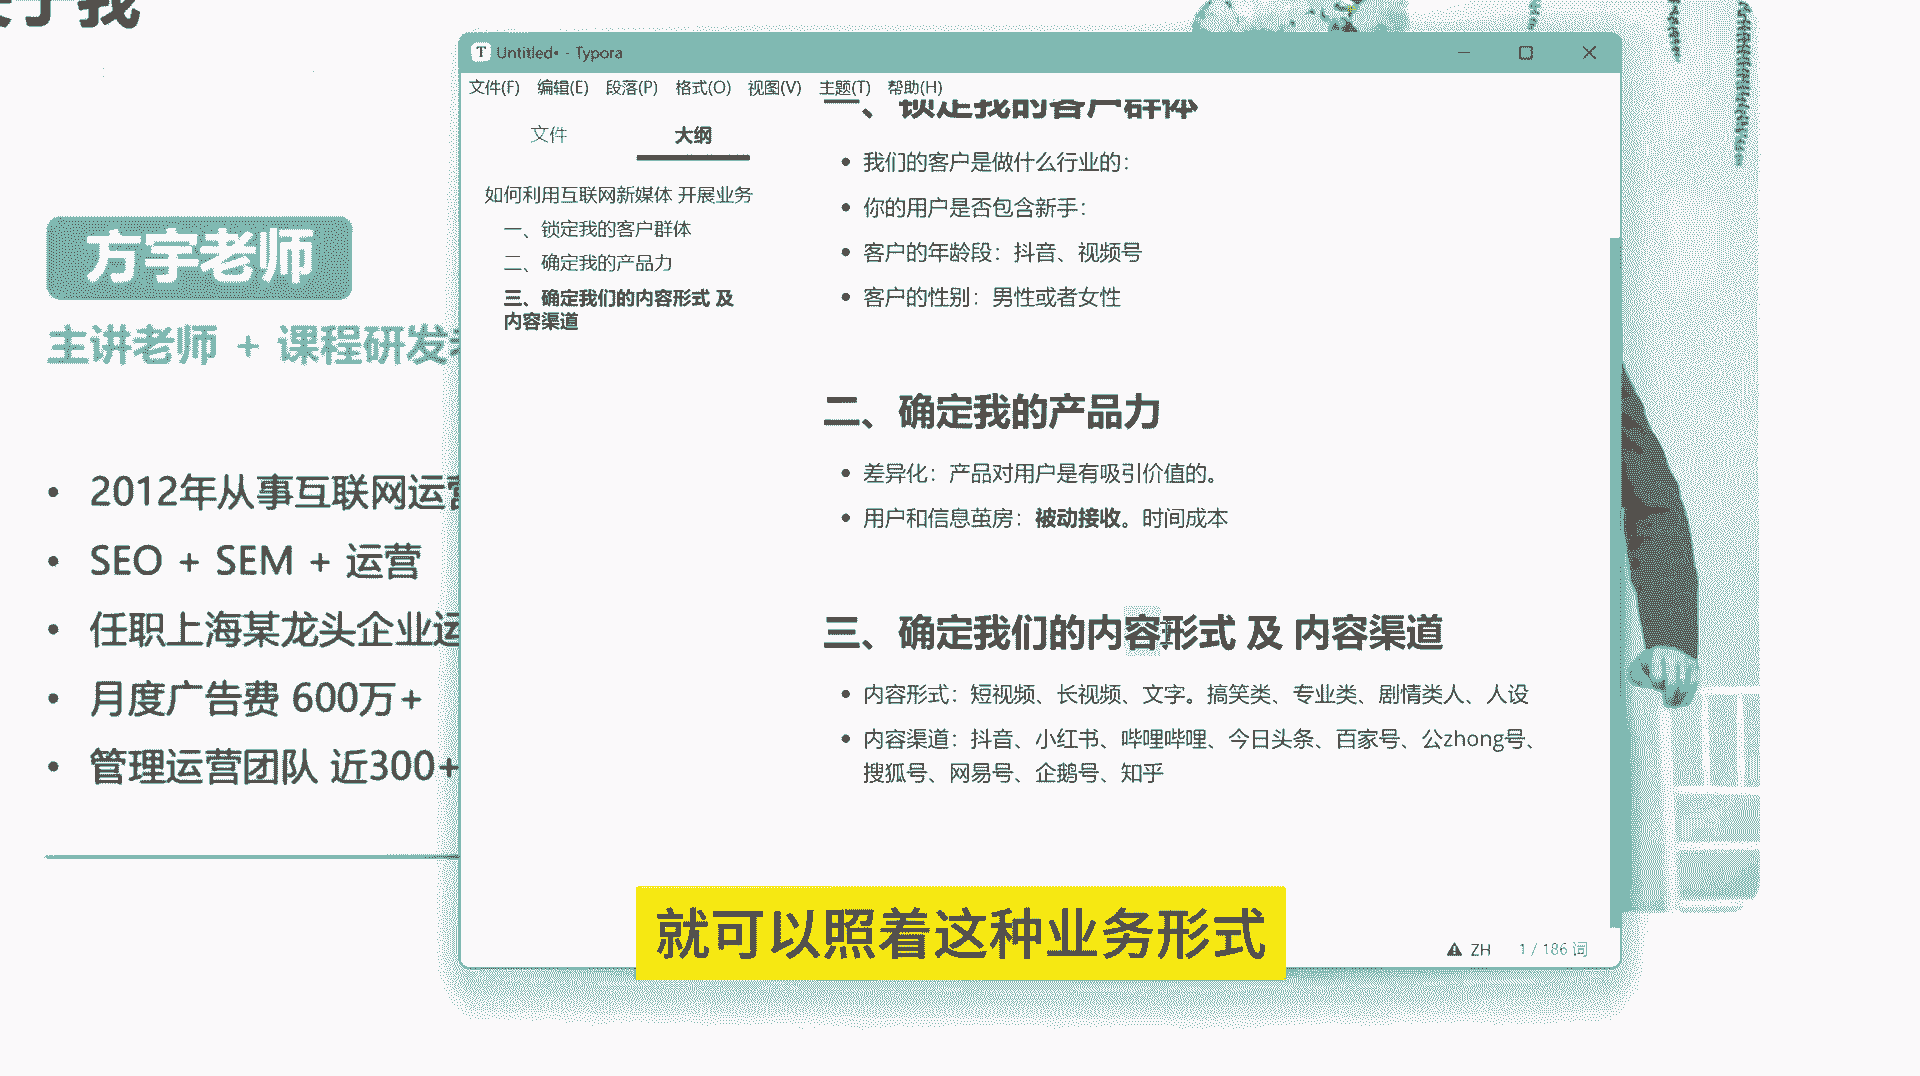 关于我
方宇老师
主讲老师 + 课程研发
2012年从事互联网运营
SEO + SEM + 运营
任职上海某龙头企业运
月度广告费 600万+
管理运营团队 近300+
Untitled• - Typora
文件(F) 编辑(E) 段落(P) 格式(O) 视图(V) 主题(T) 帮助(H)
文件 大纲
如何利用互联网新媒体 开展业务
一、锁定我的客户群体
二、确定我的产品力
三、确定我们的内容形式 及
内容渠道
一、锁定我的客户群体
我们的客户是做什么行业的:
你的用户是否包含新手:
客户的年龄段：抖音、视频号
客户的性别：男性或者女性
二、确定我的产品力
差异化：产品对用户是有吸引价值的。
用户和信息茧房：被动接收。时间成本
三、确定我们的内容形式 及 内容渠道
内容形式：短视频、长视频、文字。搞笑类、专业类、剧情类人、人设
内容渠道：抖音、小红书、哔哩哔哩、今日头条、百家号、公zhong号、
搜狐号、网易号、企鹅号、知乎
就可以照着这种业务形式
ZH 1 / 186 词